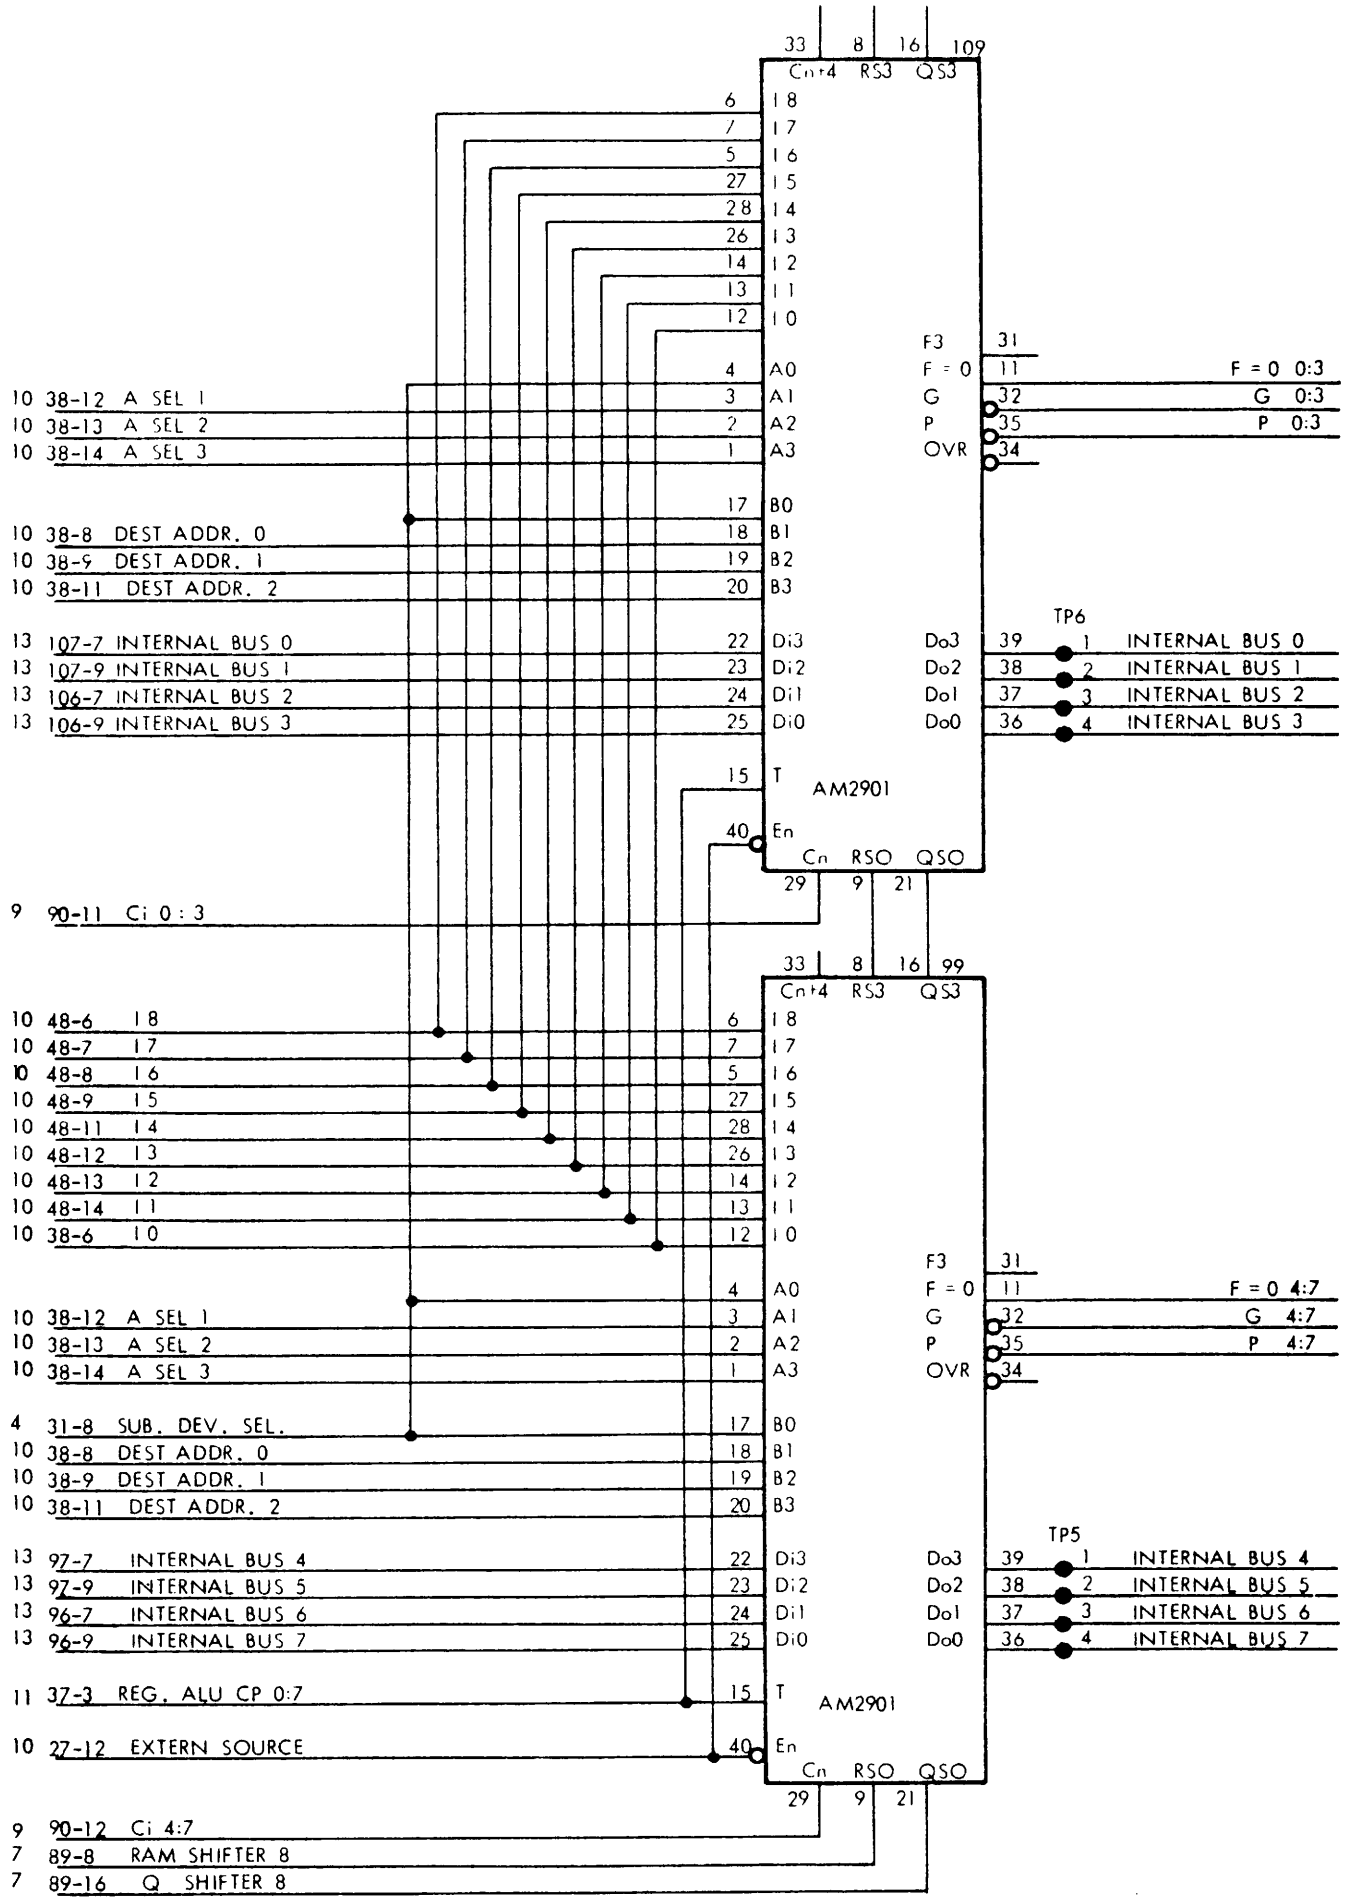 33 8 16 109
Cn+4 RS3 QS3
6 I8
7 I7
5 I6
27 I5
28 I4
26 I3
14 I2
13 I1
12 I0
F3 31
4 A0 F = 0 11 F = 0 0:3
10 38-12 A SEL 1 3 A1 G 32 G 0:3
10 38-13 A SEL 2 2 A2 P 35 P 0:3
10 38-14 A SEL 3 1 A3 OVR 34
17 B0
10 38-8 DEST ADDR. 0 18 B1
10 38-9 DEST ADDR. 1 19 B2
10 38-11 DEST ADDR. 2 20 B3
TP6
13 107-7 INTERNAL BUS 0 22 Di3 Do3 39 1 INTERNAL BUS 0
13 107-9 INTERNAL BUS 1 23 Di2 Do2 38 2 INTERNAL BUS 1
13 106-7 INTERNAL BUS 2 24 Di1 Do1 37 3 INTERNAL BUS 2
13 106-9 INTERNAL BUS 3 25 Di0 Do0 36 4 INTERNAL BUS 3
15 T
AM2901
40 En
Cn RSO QSO
29 9 21
9 90-11 Ci 0 : 3
33 8 16 99
Cn+4 RS3 QS3
10 48-6 I8 6 I8
10 48-7 I7 7 I7
10 48-8 I6 5 I6
10 48-9 I5 27 I5
10 48-11 I4 28 I4
10 48-12 I3 26 I3
10 48-13 I2 14 I2
10 48-14 I1 13 I1
10 38-6 I0 12 I0
F3 31
4 A0 F = 0 11 F = 0 4:7
10 38-12 A SEL 1 3 A1 G 32 G 4:7
10 38-13 A SEL 2 2 A2 P 35 P 4:7
10 38-14 A SEL 3 1 A3 OVR 34
4 31-8 SUB. DEV. SEL. 17 B0
10 38-8 DEST ADDR. 0 18 B1
10 38-9 DEST ADDR. 1 19 B2
10 38-11 DEST ADDR. 2 20 B3
TP5
13 97-7 INTERNAL BUS 4 22 Di3 Do3 39 1 INTERNAL BUS 4
13 97-9 INTERNAL BUS 5 23 Di2 Do2 38 2 INTERNAL BUS 5
13 96-7 INTERNAL BUS 6 24 Di1 Do1 37 3 INTERNAL BUS 6
13 96-9 INTERNAL BUS 7 25 Di0 Do0 36 4 INTERNAL BUS 7
11 37-3 REG. ALU CP 0:7 15 T
AM2901
10 27-12 EXTERN SOURCE 40 En
Cn RSO QSO
29 9 21
9 90-12 Ci 4:7
7 89-8 RAM SHIFTER 8
7 89-16 Q SHIFTER 8